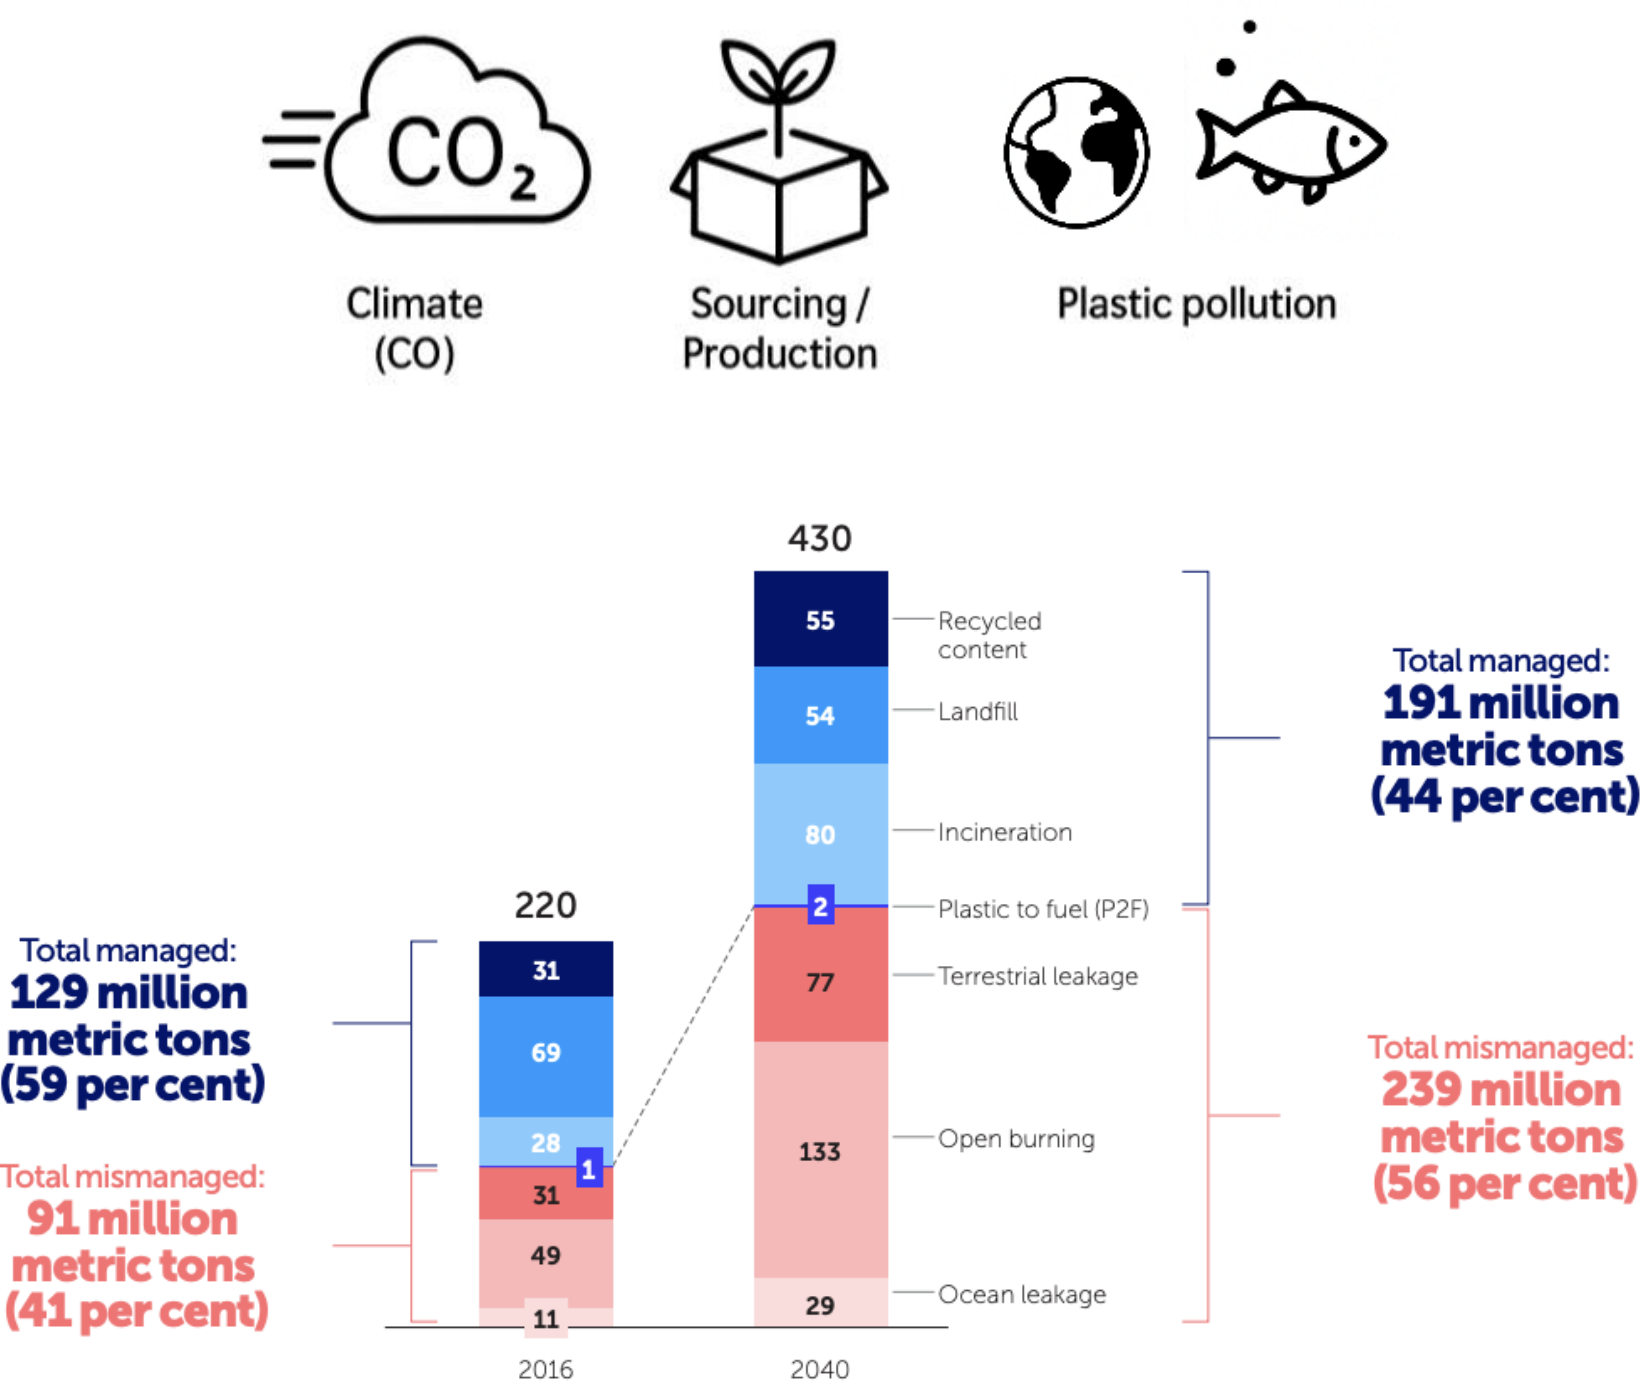 CO₂
Climate
(CO)
Sourcing /
Production
Plastic pollution
430
55
Recycled
content
54
Landfill
80
Incineration
2
Plastic to fuel (P2F)
77
Terrestrial leakage
133
Open burning
29
Ocean leakage
2040
Total managed:
191 million
metric tons
(44 per cent)
Total mismanaged:
239 million
metric tons
(56 per cent)
220
31
69
28
1
31
49
11
2016
Total managed:
129 million
metric tons
(59 per cent)
Total mismanaged:
91 million
metric tons
(41 per cent)